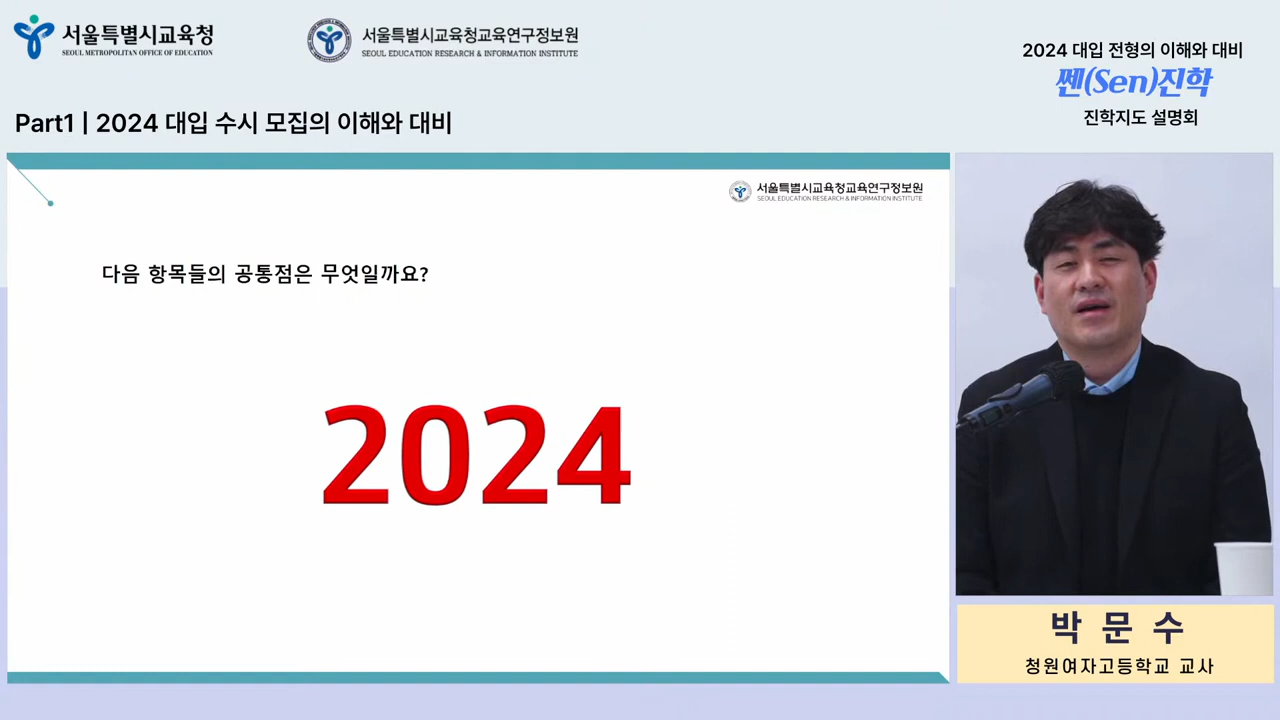 서울특별시교육청
SEOUL METROPOLITAN OFFICE OF EDUCATION
서울특별시교육청교육연구정보원
SEOUL EDUCATION RESEARCH & INFORMATION INSTITUTE
2024 대입 전형의 이해와 대비
쎈(Sen)진학
진학지도 설명회
Part1 | 2024 대입 수시 모집의 이해와 대비
서울특별시교육청교육연구정보원
SEOUL EDUCATION RESEARCH & INFORMATION INSTITUTE
다음 항목들의 공통점은 무엇일까요?
2024
박 문 수
청원여자고등학교 교사